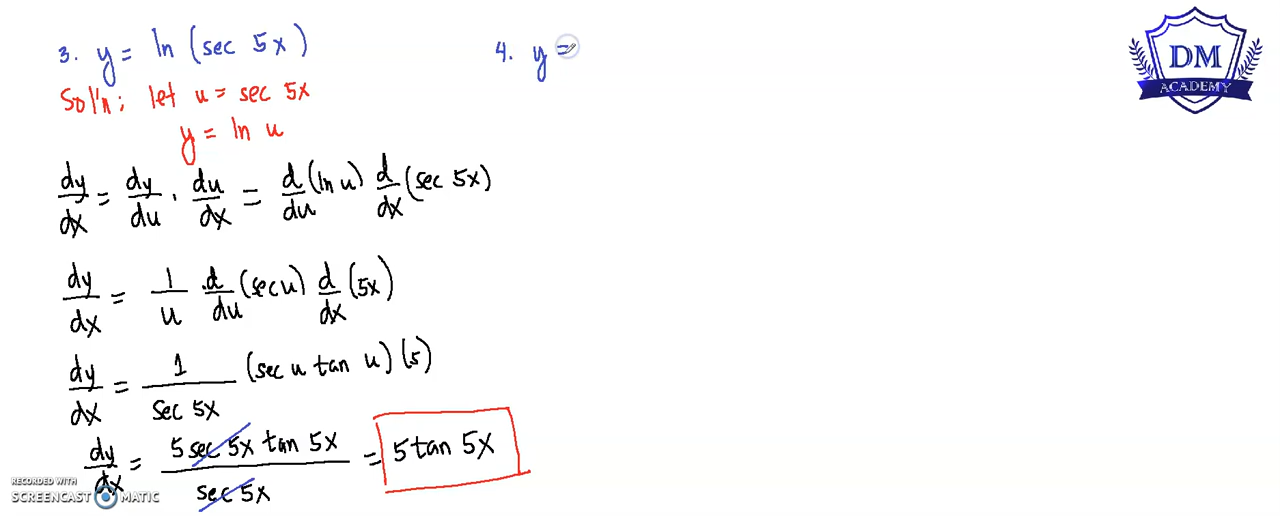 3. y = ln (sec 5x)
Sol'n: let u = sec 5x
y = ln u
dy/dx = dy/du · du/dx = d/du (ln u) d/dx (sec 5x)
dy/dx = 1/u · d/du (sec u) d/dx (5x)
dy/dx = 1/sec 5x (sec u tan u)(5)
dy/dx = 5 sec 5x tan 5x / sec 5x = 5 tan 5x
4. y =
DM
ACADEMY
RECORDED WITH
SCREENCAST MATIC